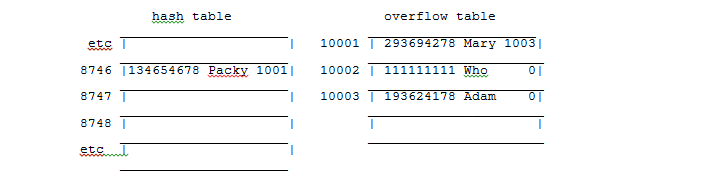 hash table overflow table
etc | | 10001 | 293694278 Mary 1003|
8746 |134654678 Packy 1001| 10002 | 111111111 Who 0|
8747 | | 10003 | 193624178 Adam 0|
8748 | | | |
etc | |